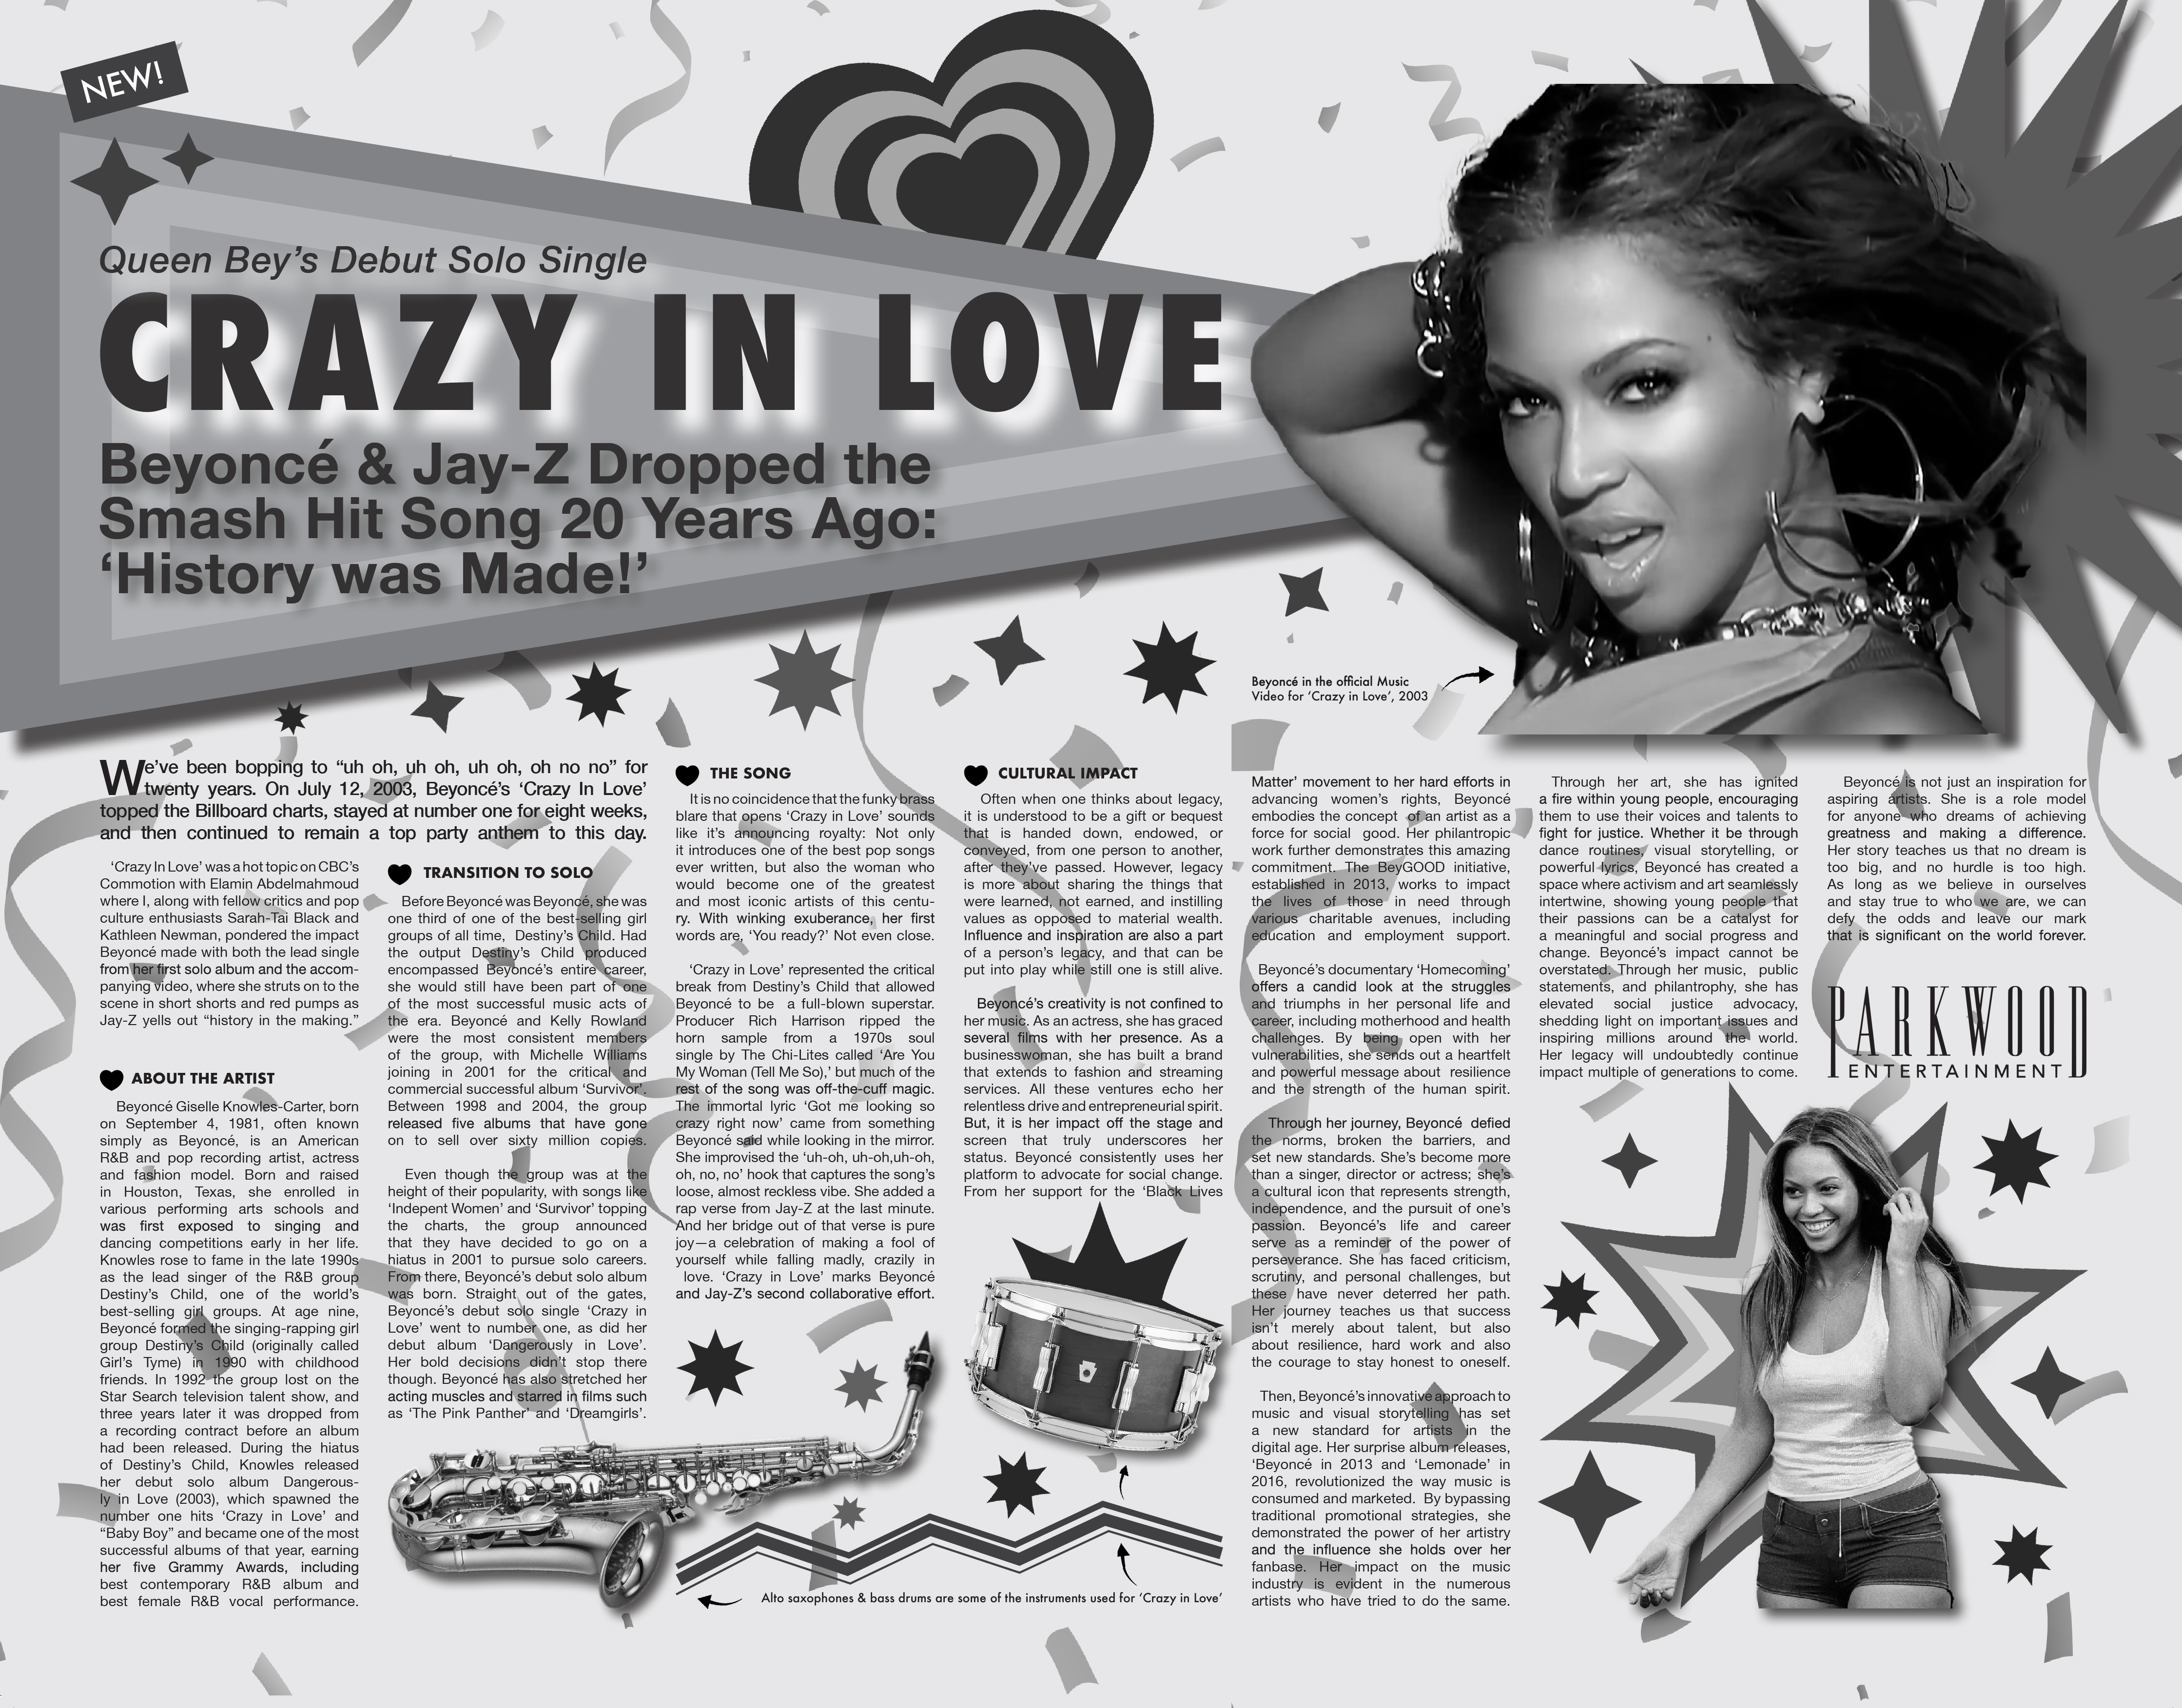 NEW!
Queen Bey’s Debut Solo Single
CRAZY IN LOVE
Beyoncé & Jay-Z Dropped the
Smash Hit Song 20 Years Ago:
‘History was Made!’
Beyoncé in the official Music
Video for ‘Crazy in Love’, 2003
We’ve been bopping to “uh oh, uh oh, uh oh, oh no no” for
twenty years. On July 12, 2003, Beyoncé’s ‘Crazy In Love’
topped the Billboard charts, stayed at number one for eight weeks,
and then continued to remain a top party anthem to this day.
‘Crazy In Love’ was a hot topic on CBC’s
Commotion with Elamin Abdelmahmoud
where I, along with fellow critics and pop
culture enthusiasts Sarah-Tai Black and
Kathleen Newman, pondered the impact
Beyoncé made with both the lead single
from her first solo album and the accom-
panying video, where she struts on to the
scene in short shorts and red pumps as
Jay-Z yells out “history in the making.”
ABOUT THE ARTIST
Beyoncé Giselle Knowles-Carter, born
on September 4, 1981, often known
simply as Beyoncé, is an American
R&B and pop recording artist, actress
and fashion model. Born and raised
in Houston, Texas, she enrolled in
various performing arts schools and
was first exposed to singing and
dancing competitions early in her life.
Knowles rose to fame in the late 1990s
as the lead singer of the R&B group
Destiny’s Child, one of the world’s
best-selling girl groups. At age nine,
Beyoncé formed the singing-rapping girl
group Destiny’s Child (originally called
Girl’s Tyme) in 1990 with childhood
friends. In 1992 the group lost on the
Star Search television talent show, and
three years later it was dropped from
a recording contract before an album
had been released. During the hiatus
of Destiny’s Child, Knowles released
her debut solo album Dangerous-
ly in Love (2003), which spawned the
number one hits ‘Crazy in Love’ and
“Baby Boy” and became one of the most
successful albums of that year, earning
her five Grammy Awards, including
best contemporary R&B album and
best female R&B vocal performance.
TRANSITION TO SOLO
Before Beyoncé was Beyoncé, she was
one third of one of the best-selling girl
groups of all time, Destiny’s Child. Had
the output Destiny’s Child produced
encompassed Beyoncé’s entire career,
she would still have been part of one
of the most successful music acts of
the era. Beyoncé and Kelly Rowland
were the most consistent members
of the group, with Michelle Williams
joining in 2001 for the critical and
commercial successful album ‘Survivor’.
Between 1998 and 2004, the group
released five albums that have gone
on to sell over sixty million copies.
Even though the group was at the
height of their popularity, with songs like
‘Indepent Women’ and ‘Survivor’ topping
the charts, the group announced
that they have decided to go on a
hiatus in 2001 to pursue solo careers.
From there, Beyoncé’s debut solo album
was born. Straight out of the gates,
Beyoncé’s debut solo single ‘Crazy in
Love’ went to number one, as did her
debut album ‘Dangerously in Love’.
Her bold decisions didn’t stop there
though. Beyoncé has also stretched her
acting muscles and starred in films such
as ‘The Pink Panther’ and ‘Dreamgirls’.
THE SONG
It is no coincidence that the funky brass
blare that opens ‘Crazy in Love’ sounds
like it’s announcing royalty: Not only
it introduces one of the best pop songs
ever written, but also the woman who
would become one of the greatest
and most iconic artists of this centu-
ry. With winking exuberance, her first
words are, ‘You ready?’ Not even close.
‘Crazy in Love’ represented the critical
break from Destiny’s Child that allowed
Beyoncé to be a full-blown superstar.
Producer Rich Harrison ripped the
horn sample from a 1970s soul
single by The Chi-Lites called ‘Are You
My Woman (Tell Me So),’ but much of the
rest of the song was off-the-cuff magic.
The immortal lyric ‘Got me looking so
crazy right now’ came from something
Beyoncé said while looking in the mirror.
She improvised the ‘uh-oh, uh-oh,uh-oh,
oh, no, no’ hook that captures the song’s
loose, almost reckless vibe. She added a
rap verse from Jay-Z at the last minute.
And her bridge out of that verse is pure
joy—a celebration of making a fool of
yourself while falling madly, crazily in
love. ‘Crazy in Love’ marks Beyoncé
and Jay-Z’s second collaborative effort.
CULTURAL IMPACT
Often when one thinks about legacy,
it is understood to be a gift or bequest
that is handed down, endowed, or
conveyed, from one person to another,
after they’ve passed. However, legacy
is more about sharing the things that
were learned, not earned, and instilling
values as opposed to material wealth.
Influence and inspiration are also a part
of a person’s legacy, and that can be
put into play while still one is still alive.
Beyoncé’s creativity is not confined to
her music. As an actress, she has graced
several films with her presence. As a
businesswoman, she has built a brand
that extends to fashion and streaming
services. All these ventures echo her
relentless drive and entrepreneurial spirit.
But, it is her impact off the stage and
screen that truly underscores her
status. Beyoncé consistently uses her
platform to advocate for social change.
From her support for the ‘Black Lives
Matter’ movement to her hard efforts in
advancing women’s rights, Beyoncé
embodies the concept of an artist as a
force for social good. Her philantropic
work further demonstrates this amazing
commitment. The BeyGOOD initiative,
established in 2013, works to impact
the lives of those in need through
various charitable avenues, including
education and employment support.
Beyoncé’s documentary ‘Homecoming’
offers a candid look at the struggles
and triumphs in her personal life and
career, including motherhood and health
challenges. By being open with her
vulnerabilities, she sends out a heartfelt
and powerful message about resilience
and the strength of the human spirit.
Through her journey, Beyoncé defied
the norms, broken the barriers, and
set new standards. She’s become more
than a singer, director or actress; she’s
a cultural icon that represents strength,
independence, and the pursuit of one’s
passion. Beyoncé’s life and career
serve as a reminder of the power of
perseverance. She has faced criticism,
scrutiny, and personal challenges, but
these have never deterred her path.
Her journey teaches us that success
isn’t merely about talent, but also
about resilience, hard work and also
the courage to stay honest to oneself.
Then, Beyoncé’s innovative approach to
music and visual storytelling has set
a new standard for artists in the
digital age. Her surprise album releases,
‘Beyoncé in 2013 and ‘Lemonade’ in
2016, revolutionized the way music is
consumed and marketed. By bypassing
traditional promotional strategies, she
demonstrated the power of her artistry
and the influence she holds over her
fanbase. Her impact on the music
industry is evident in the numerous
artists who have tried to do the same.
Through her art, she has ignited
a fire within young people, encouraging
them to use their voices and talents to
fight for justice. Whether it be through
dance routines, visual storytelling, or
powerful lyrics, Beyoncé has created a
space where activism and art seamlessly
intertwine, showing young people that
their passions can be a catalyst for
a meaningful and social progress and
change. Beyoncé’s impact cannot be
overstated. Through her music, public
statements, and philanthropy, she has
elevated social justice advocacy,
shedding light on important issues and
inspiring millions around the world.
Her legacy will undoubtedly continue
impact multiple of generations to come.
Beyoncé is not just an inspiration for
aspiring artists. She is a role model
for anyone who dreams of achieving
greatness and making a difference.
Her story teaches us that no dream is
too big, and no hurdle is too high.
As long as we believe in ourselves
and stay true to who we are, we can
defy the odds and leave our mark
that is significant on the world forever.
PARKWOOD
ENTERTAINMENT
Alto saxophones & bass drums are some of the instruments used for ‘Crazy in Love’